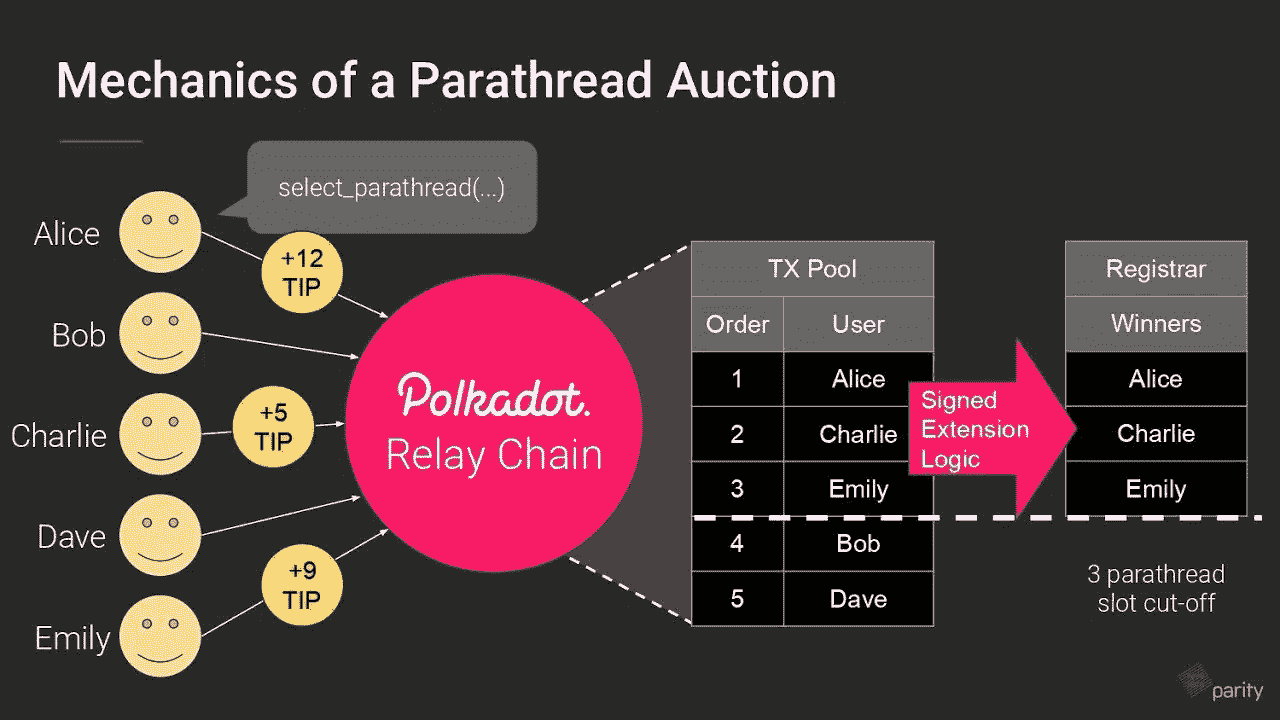 Mechanics of a Parathread Auction
select_parathread(...)
Alice
+12
TIP
Bob
Charlie
+5
TIP
Dave
Emily
+9
TIP
Polkadot.
Relay Chain
TX Pool
Order User
1 Alice
2 Charlie
3 Emily
4 Bob
5 Dave
Signed
Extension
Logic
Registrar
Winners
Alice
Charlie
Emily
3 parathread
slot cut-off
parity